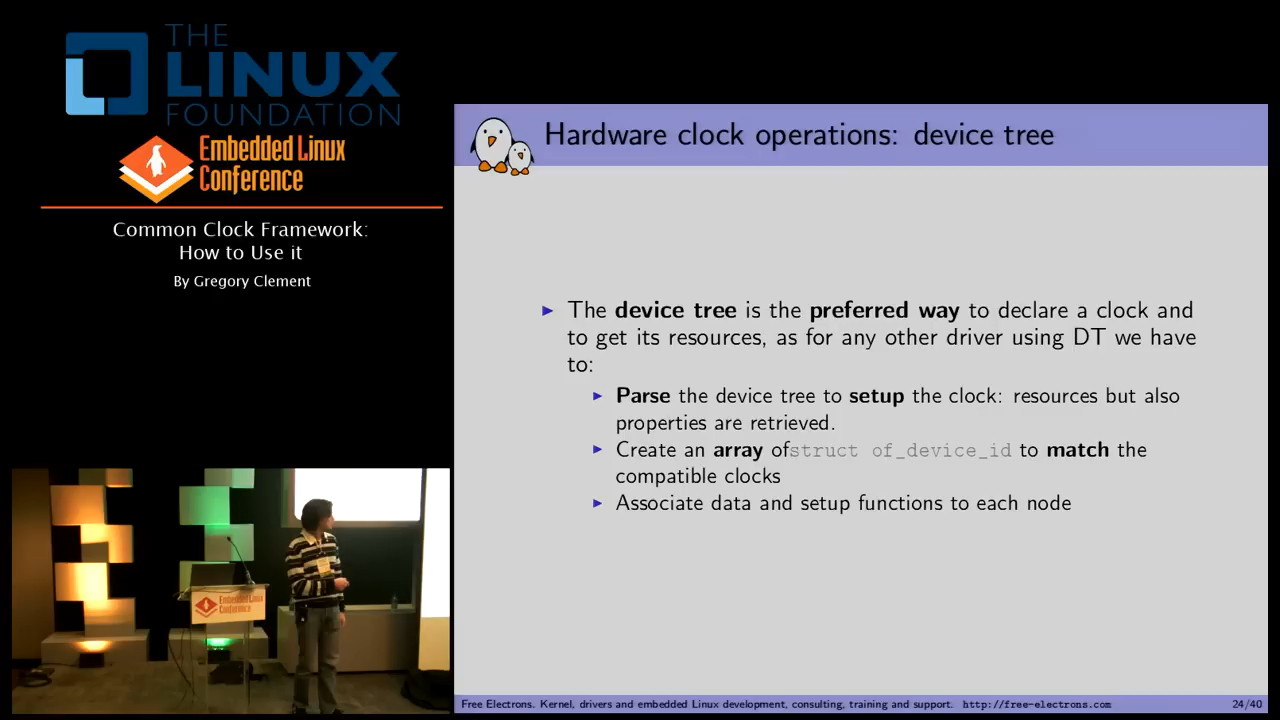 THE
LINUX
FOUNDATION
Embedded Linux
Conference
Common Clock Framework:
How to Use it
By Gregory Clement
Hardware clock operations: device tree
The device tree is the preferred way to declare a clock and
to get its resources, as for any other driver using DT we have
to:
Parse the device tree to setup the clock: resources but also
properties are retrieved.
Create an array ofstruct of_device_id to match the
compatible clocks
Associate data and setup functions to each node
Embedded Linux
Conference
Free Electrons. Kernel, drivers and embedded Linux development, consulting, training and support. http://free-electrons.com
24/40